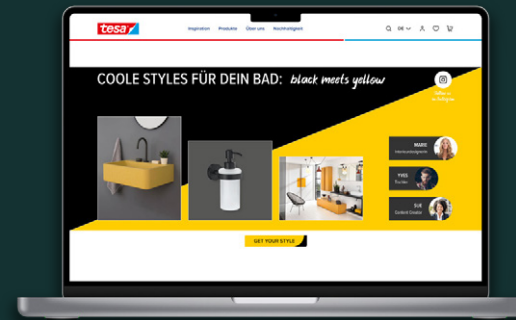 tesa
Inspiration Produkte Über uns Nachhaltigkeit
DE
COOLE STYLES FÜR DEIN BAD: black meets yellow
MARIE
YVES
SUE
Content Creator
GET YOUR STYLE